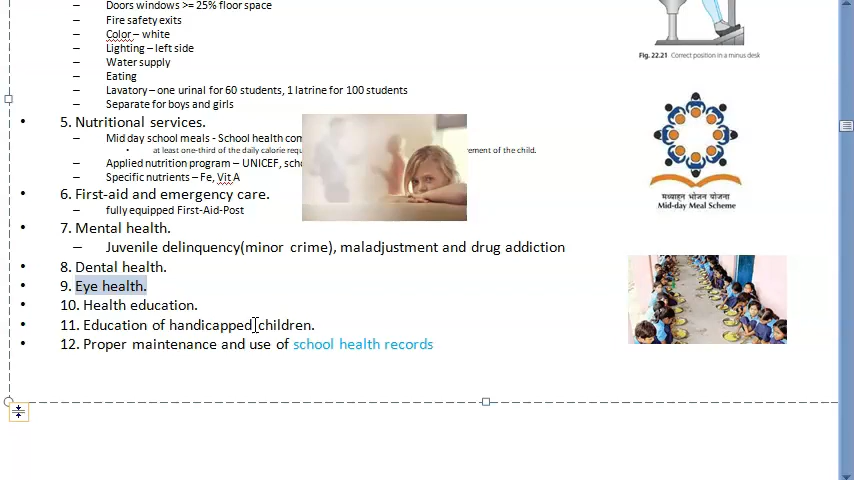 – Doors windows >= 25% floor space
– Fire safety exits
– Color – white
– Lighting – left side
– Water supply
– Eating
– Lavatory – one urinal for 60 students, 1 latrine for 100 students
– Separate for boys and girls
• 5. Nutritional services.
– Mid day school meals - School health com
• at least one-third of the daily calorie requ rement of the child.
– Applied nutrition program – UNICEF, scho
– Specific nutrients – Fe, Vit A
• 6. First-aid and emergency care.
– fully equipped First-Aid-Post
• 7. Mental health.
– Juvenile delinquency(minor crime), maladjustment and drug addiction
• 8. Dental health.
• 9. Eye health.
• 10. Health education.
• 11. Education of handicapped children.
• 12. Proper maintenance and use of school health records
Fig. 22.21 Correct position in a minus desk
मध्याह्न भोजन योजना
Mid-day Meal Scheme